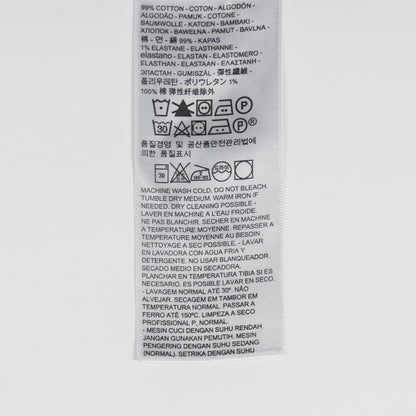 99% COTTON - COTON - ALGODÓN -
ALGODÃO - PAMUK - COTONE -
BAUMWOLLE - KATOEN - BAMBAKI -
ХЛОПОК - BAWEŁNA - PAMUT - BAVLNA -
棉 - 면 - 綿 99% - KAPAS
1% ELASTANE - ELASTHANNE -
elastano - ELASTAN - ELASTOMERO -
ELASTHAN - ELASTAAN - ΕΛΑΣΤΑΝΗ -
ЭЛАСТАН - GUMISZÁL - 彈性纖維 -
폴리우레탄 - ポリウレタン 1%
100% 棉 彈性纖維除外
P
30 P
품질경영 및 공산품안전관리법에
의한 품질표시
30
MACHINE WASH COLD. DO NOT BLEACH.
TUMBLE DRY MEDIUM. WARM IRON IF
NEEDED. DRY CLEANING POSSIBLE -
LAVER EN MACHINE A L'EAU FROIDE.
NE PAS BLANCHIR. SECHER EN MACHINE
A TEMPERATURE MOYENNE. REPASSER A
TEMPERATURE MOYENNE AU BESOIN .
NETTOYAGE A SEC POSSIBLE - LAVAR
EN LAVADORA CON AGUA FRÍA Y
DETERGENTE. NO USAR BLANQUEADOR.
SECADO MEDIO EN SECADORA.
PLANCHAR EN TEMPERATURA TIBIA SI ES
NECESARIO. ES POSIBLE LAVAR EN SECO
- LAVAGEM NORMAL ATÉ 30º. NÃO
ALVEJAR. SECAGEM EM TAMBOR EM
TEMPERATURA NORMAL. PASSAR A
FERRO ATÉ 150ºC. LIMPEZA A SECO
PROFISSIONAL P, NORMAL.
- MESIN CUCI DENGAN SUHU RENDAH.
JANGAN GUNAKAN PEMUTIH. MESIN
PENGERING DENGAN SUHU SEDANG
(NORMAL). SETRIKA DENGAN SUHU